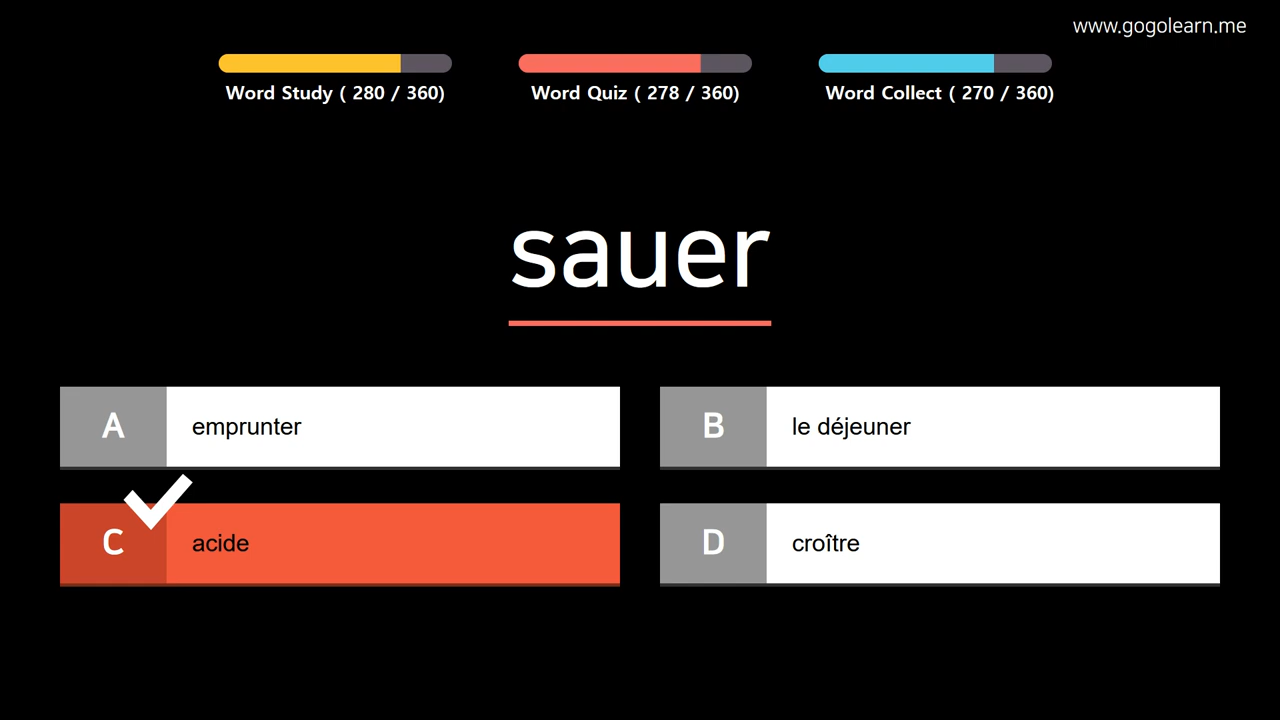 www.gogolearn.me
Word Study ( 280 / 360)
Word Quiz ( 278 / 360)
Word Collect ( 270 / 360)
sauer
A emprunter
B le déjeuner
C acide
D croître